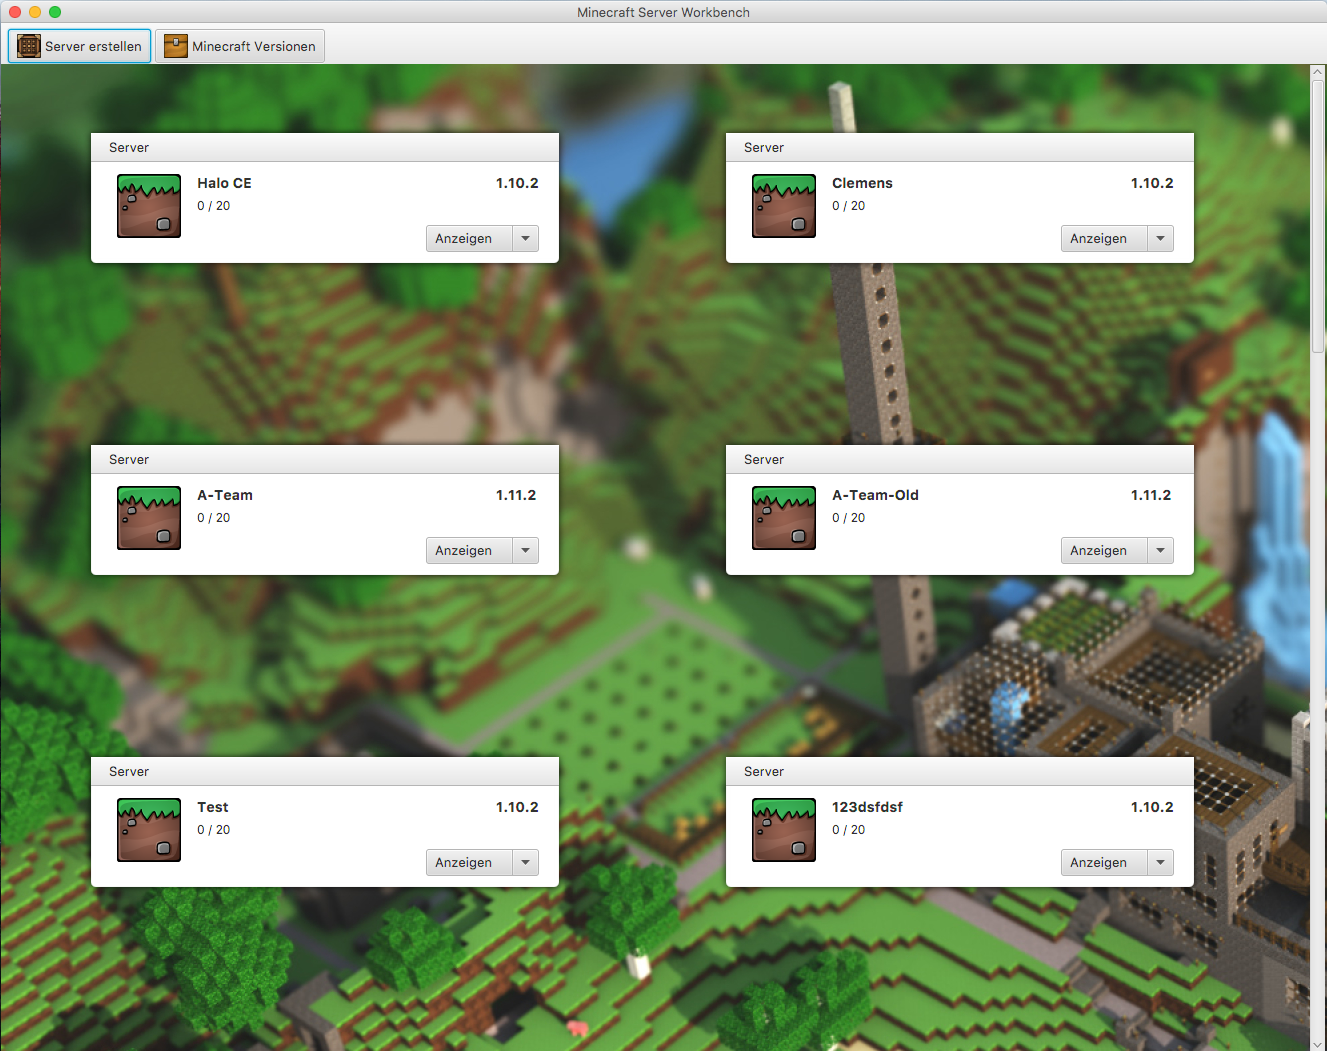 Minecraft Server Workbench
Server erstellen
Minecraft Versionen
Server
Halo CE 1.10.2
0 / 20
Anzeigen
Server
Clemens 1.10.2
0 / 20
Anzeigen
Server
A-Team 1.11.2
0 / 20
Anzeigen
Server
A-Team-Old 1.11.2
0 / 20
Anzeigen
Server
Test 1.10.2
0 / 20
Anzeigen
Server
123dsfdsf 1.10.2
0 / 20
Anzeigen